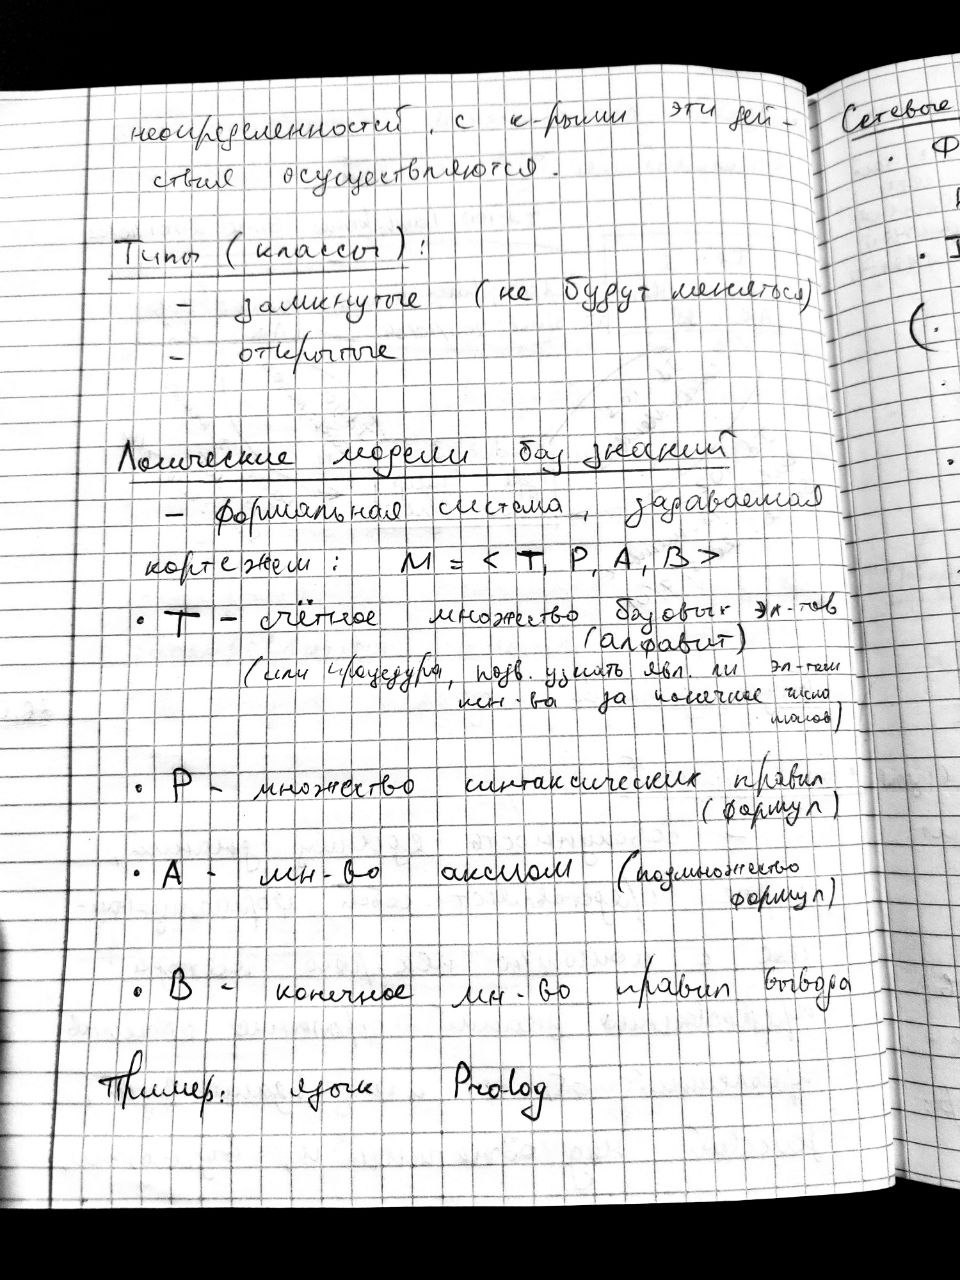 неопределенностей, с к-рыми эти дей-
ствия осуществляются.
Типы (классы):
- замкнутые (не будут меняться)
- открытые
Логические модели баз знаний
- формальная система, задаваемая
кортежем: M = < T, P, A, B >
• T - счётное множество базовых эл-тов
(алфавит)
(или процедура, позв. узнать явл. ли эл-том
мн-ва за конечное число
шагов)
• P - множество синтаксических правил
(формул)
• A - мн-во аксиом (подмножество
формул)
• B - конечное мн-во правил вывода
Пример: язык Prolog
Сетевые